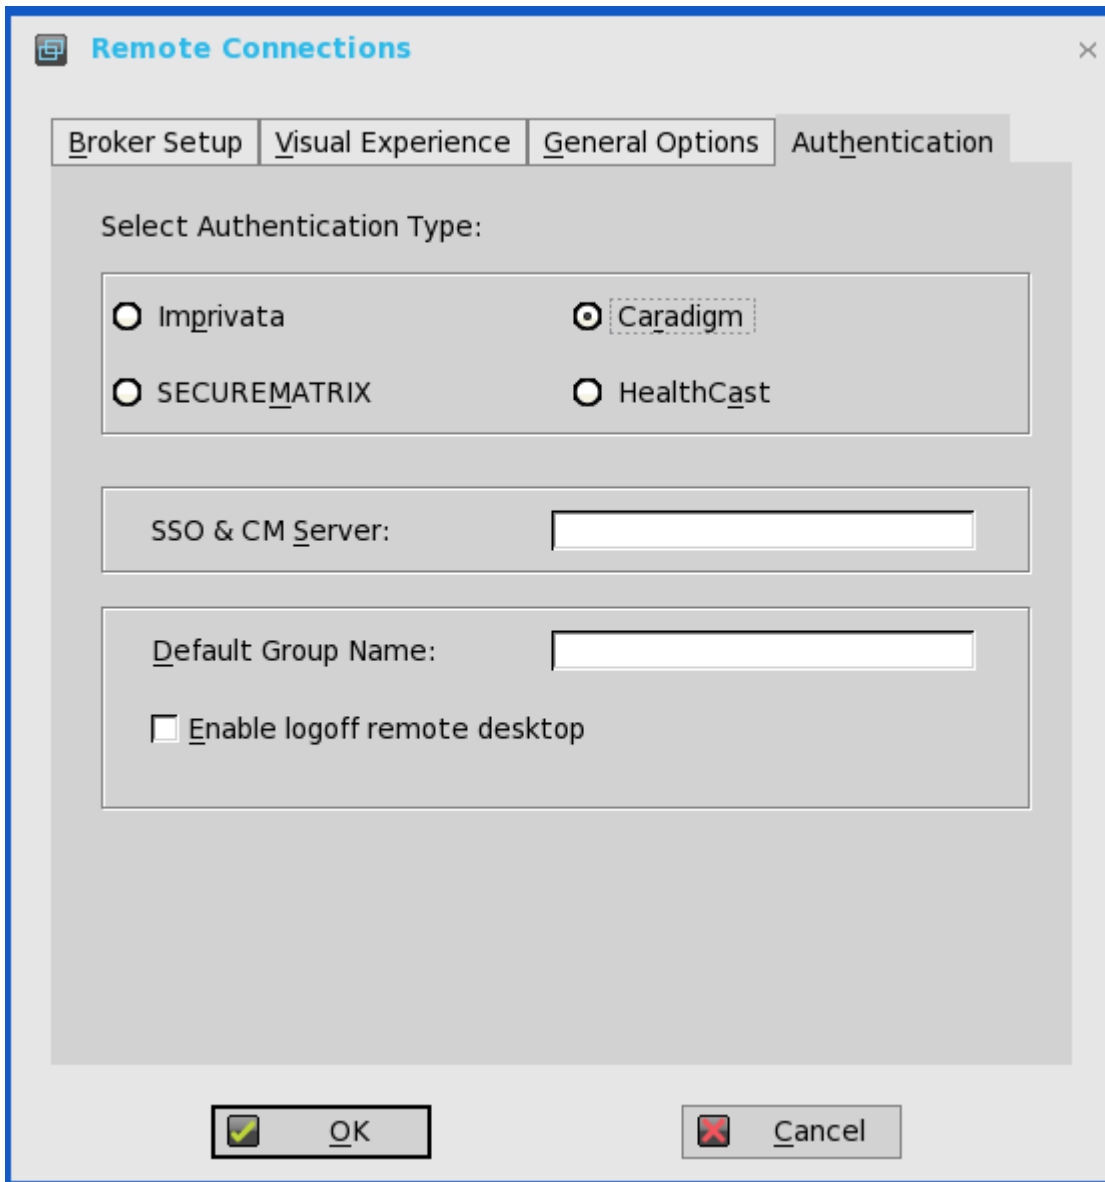 Remote Connections
Broker Setup Visual Experience General Options Authentication
Select Authentication Type:
Imprivata Caradigm
SECUREMATRIX HealthCast
SSO & CM Server:
Default Group Name:
Enable logoff remote desktop
OK Cancel